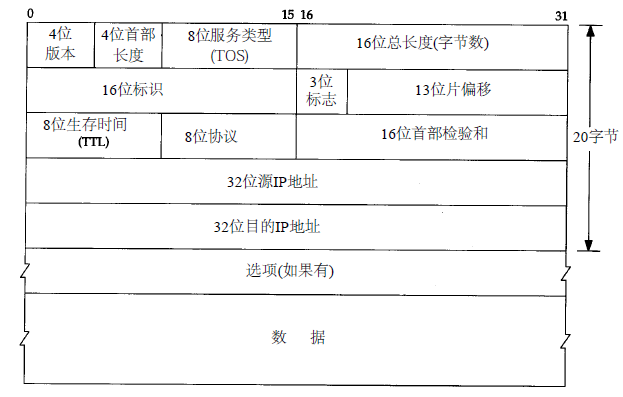 0 15 16 31
4位版本 4位首部长度 8位服务类型(TOS) 16位总长度(字节数)
16位标识 3位标志 13位片偏移
8位生存时间(TTL) 8位协议 16位首部检验和
20字节
32位源IP地址
32位目的IP地址
选项(如果有)
数 据